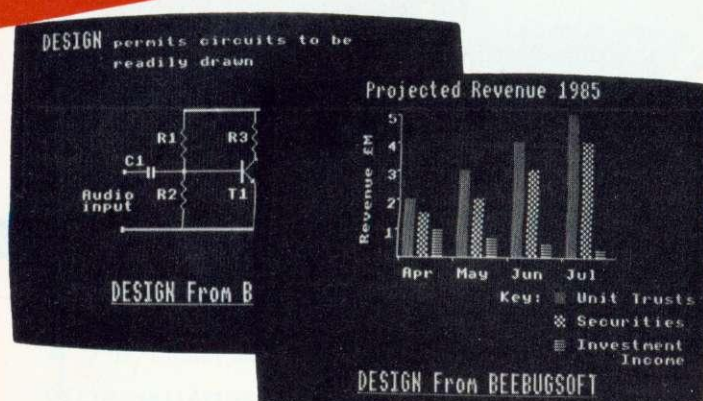 DESIGN permits circuits to be
readily drawn
R1
R3
C1
Audio
input
R2
T1
DESIGN From B
Projected Revenue 1985
Revenue £M
5
4
3
2
1
Apr May Jun Jul
Key: Unit Trusts
Securities
Investment
Income
DESIGN From BEEBUGSOFT